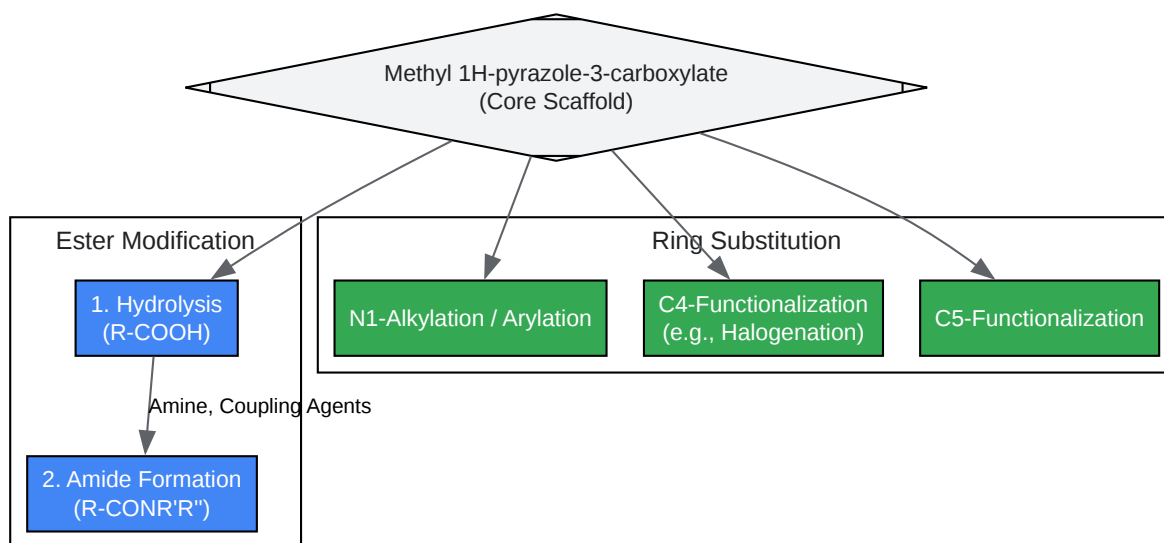 Methyl 1H-pyrazole-3-carboxylate
(Core Scaffold)
Ester Modification
Ring Substitution
1. Hydrolysis
(R-COOH)
N1-Alkylation / Arylation
C4-Functionalization
(e.g., Halogenation)
C5-Functionalization
Amine, Coupling Agents
2. Amide Formation
(R-CONR'R")